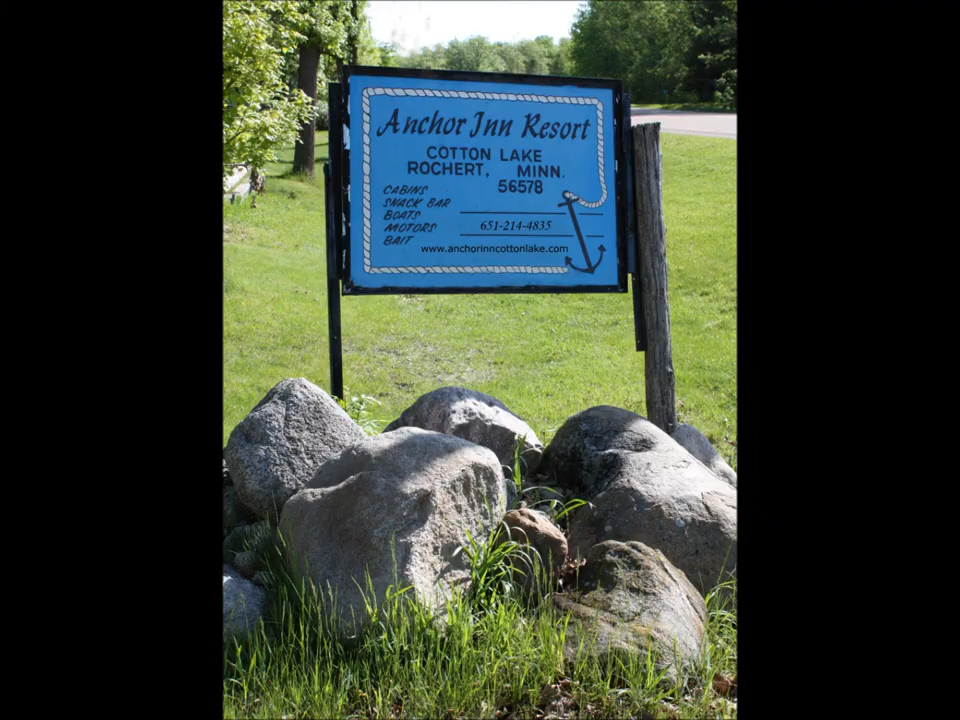 Anchor Inn Resort
COTTON LAKE
ROCHERT, MINN.
56578
CABINS
SNACK BAR
BOATS
MOTORS
BAIT
651-214-4835
www.anchorinncottonlake.com